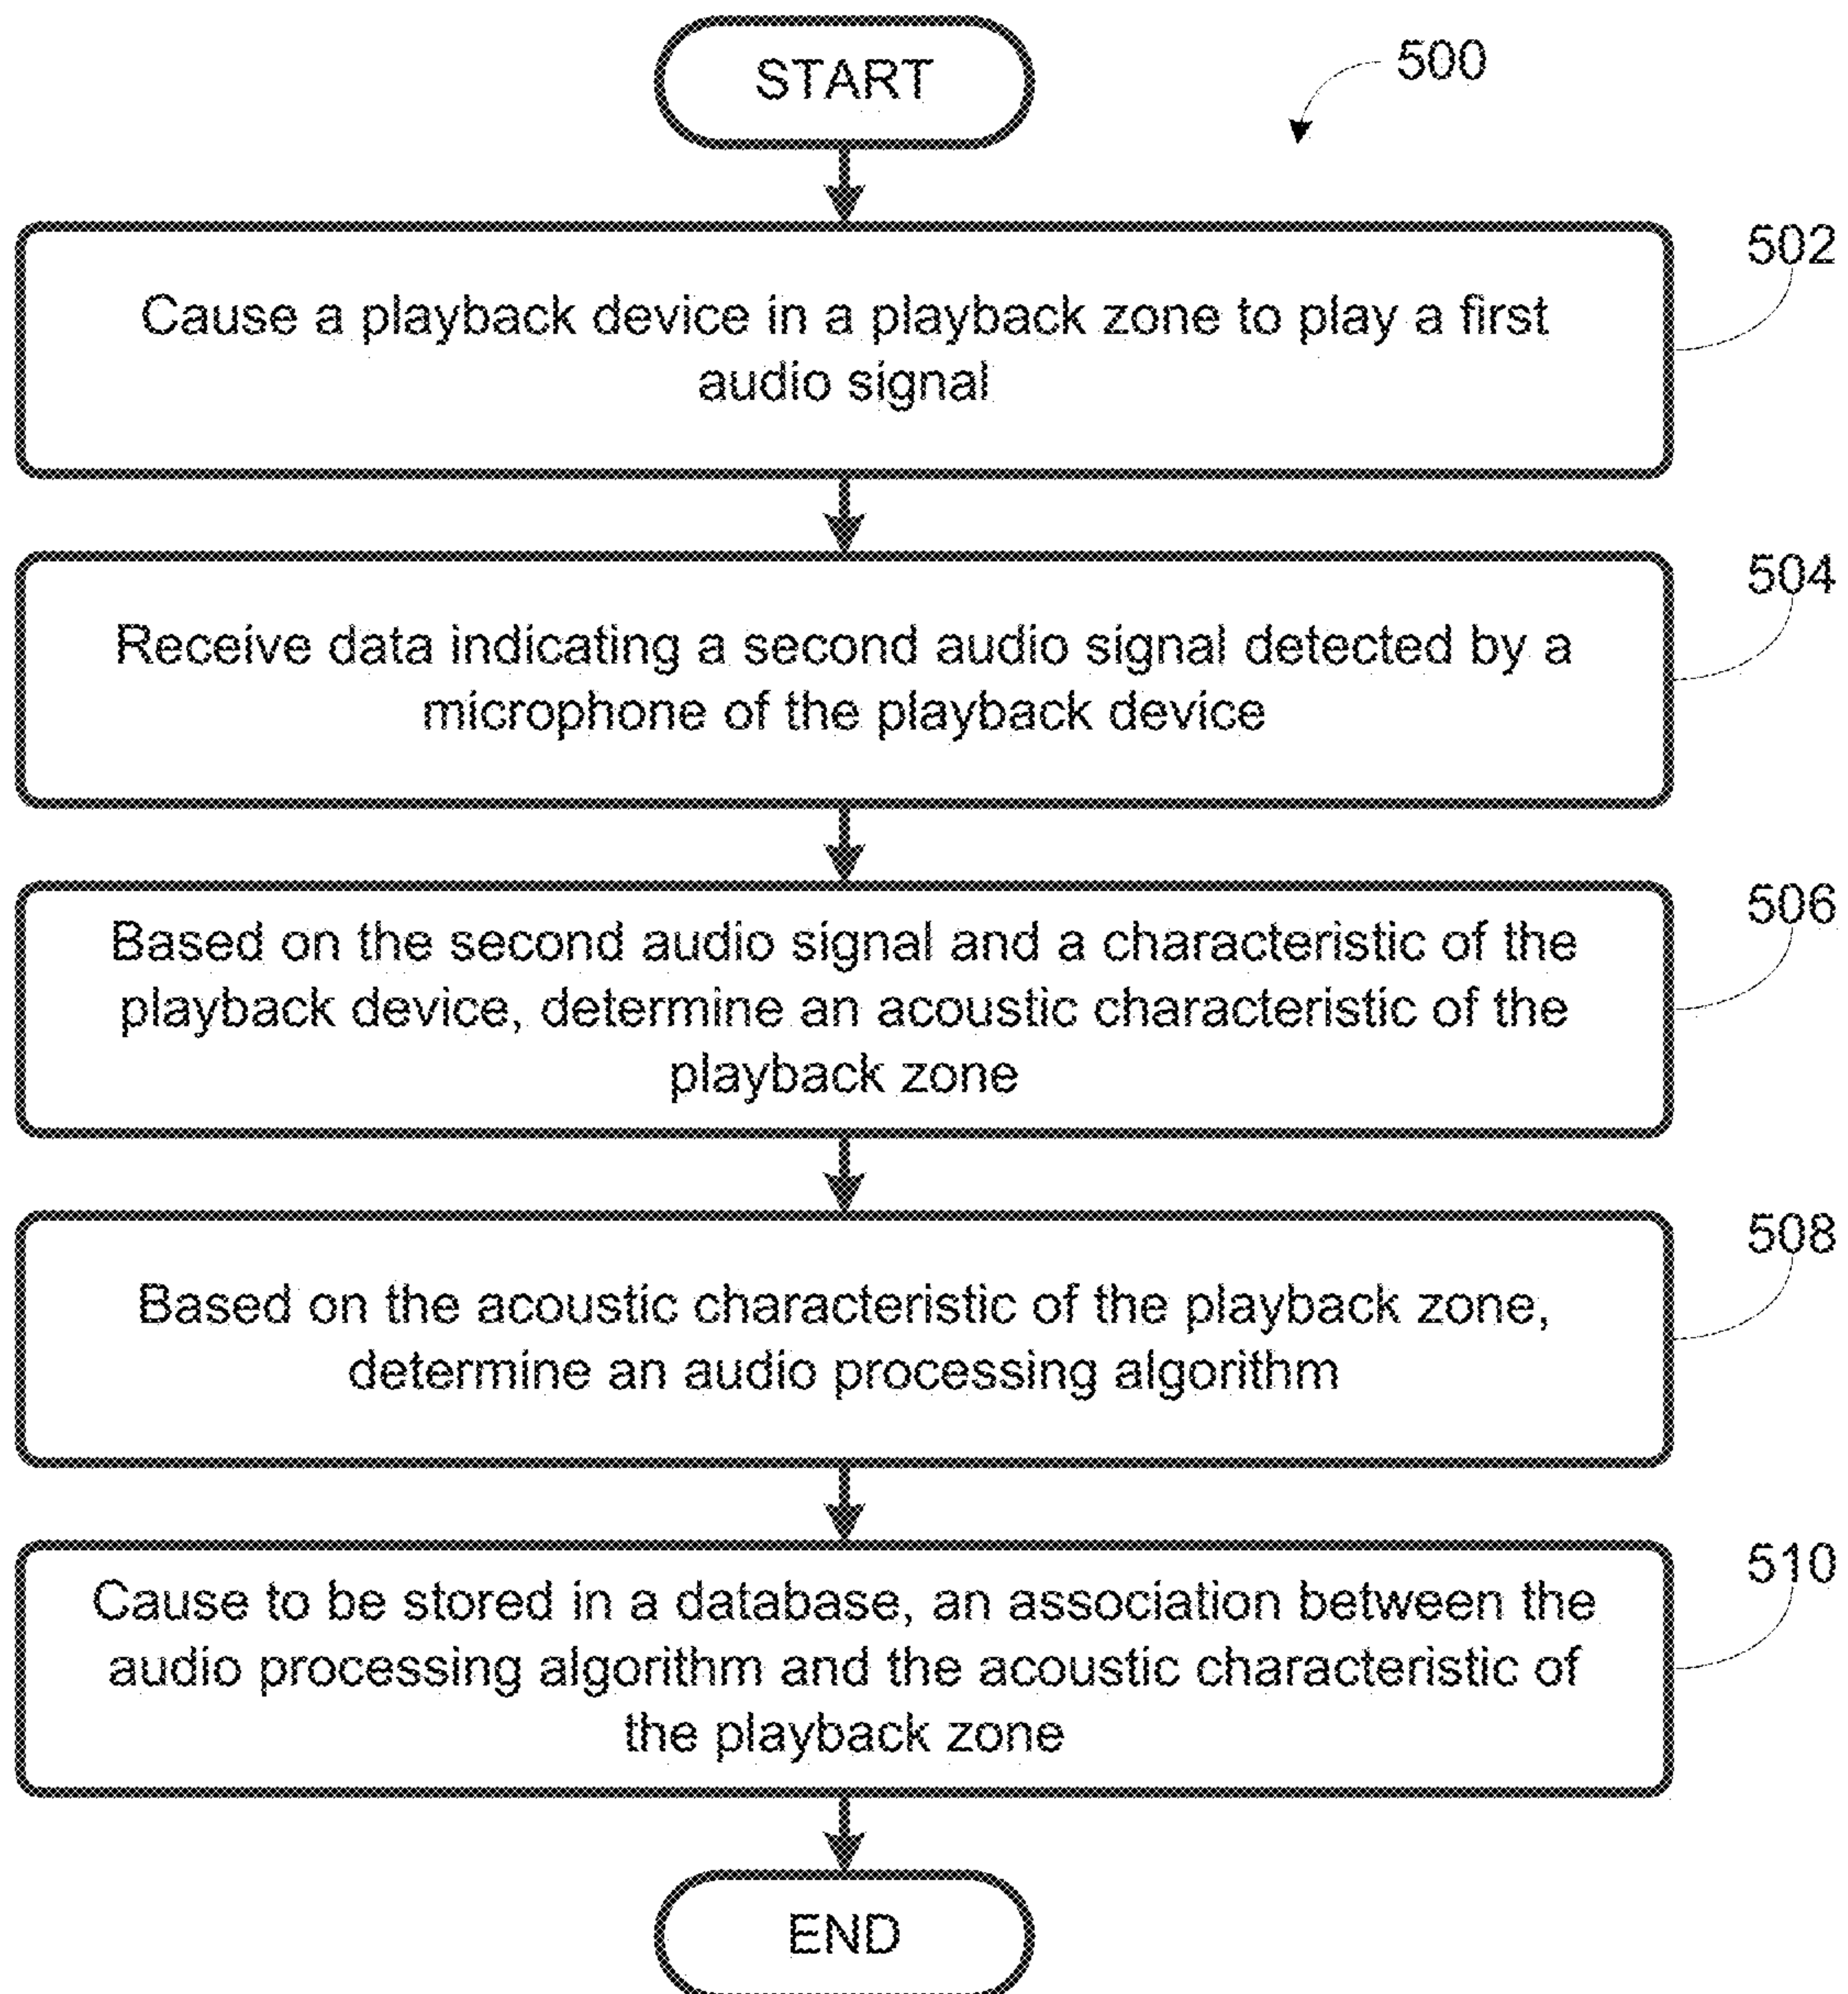 START
500
502
Cause a playback device in a playback zone to play a first
audio signal
504
Receive data indicating a second audio signal detected by a
microphone of the playback device
506
Based on the second audio signal and a characteristic of the
playback device, determine an acoustic characteristic of the
playback zone
508
Based on the acoustic characteristic of the playback zone,
determine an audio processing algorithm
510
Cause to be stored in a database, an association between the
audio processing algorithm and the acoustic characteristic of
the playback zone
END